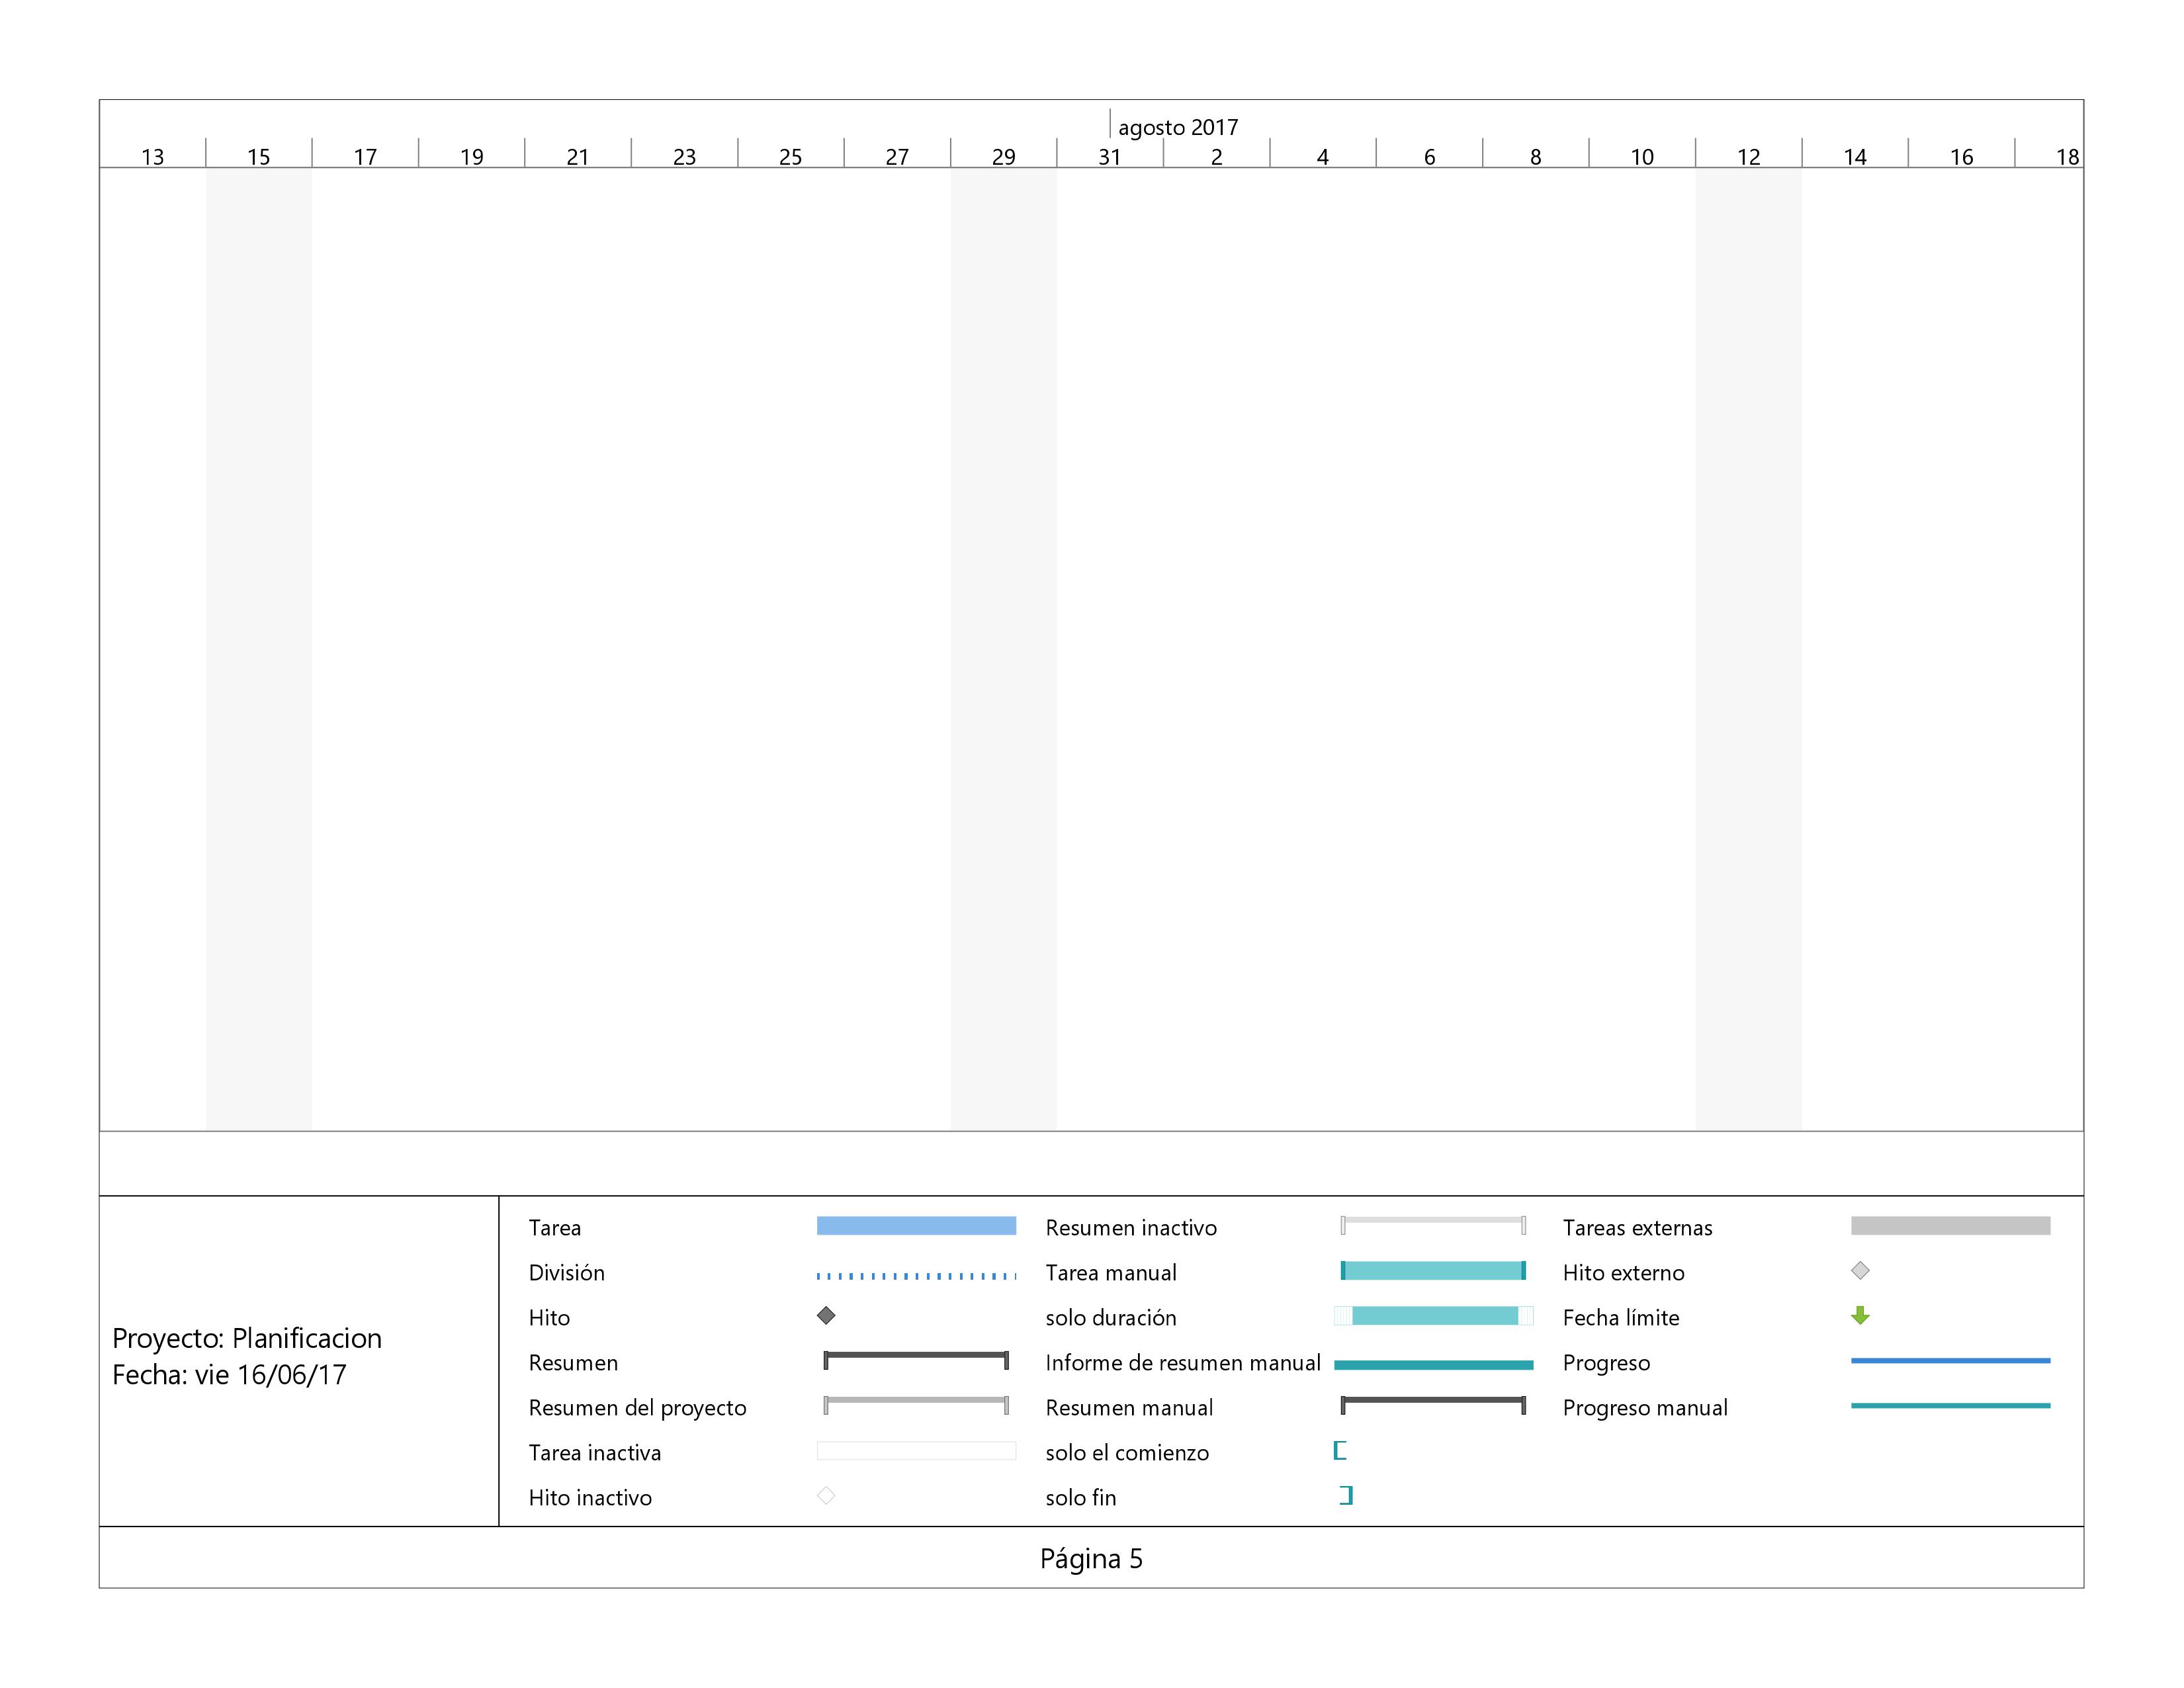 agosto 2017
13 15 17 19 21 23 25 27 29 31 2 4 6 8 10 12 14 16 18
Proyecto: Planificacion
Fecha: vie 16/06/17
Tarea
División
Hito
Resumen
Resumen del proyecto
Tarea inactiva
Hito inactivo
Resumen inactivo
Tarea manual
solo duración
Informe de resumen manual
Resumen manual
solo el comienzo
solo fin
Tareas externas
Hito externo
Fecha límite
Progreso
Progreso manual
Página 5